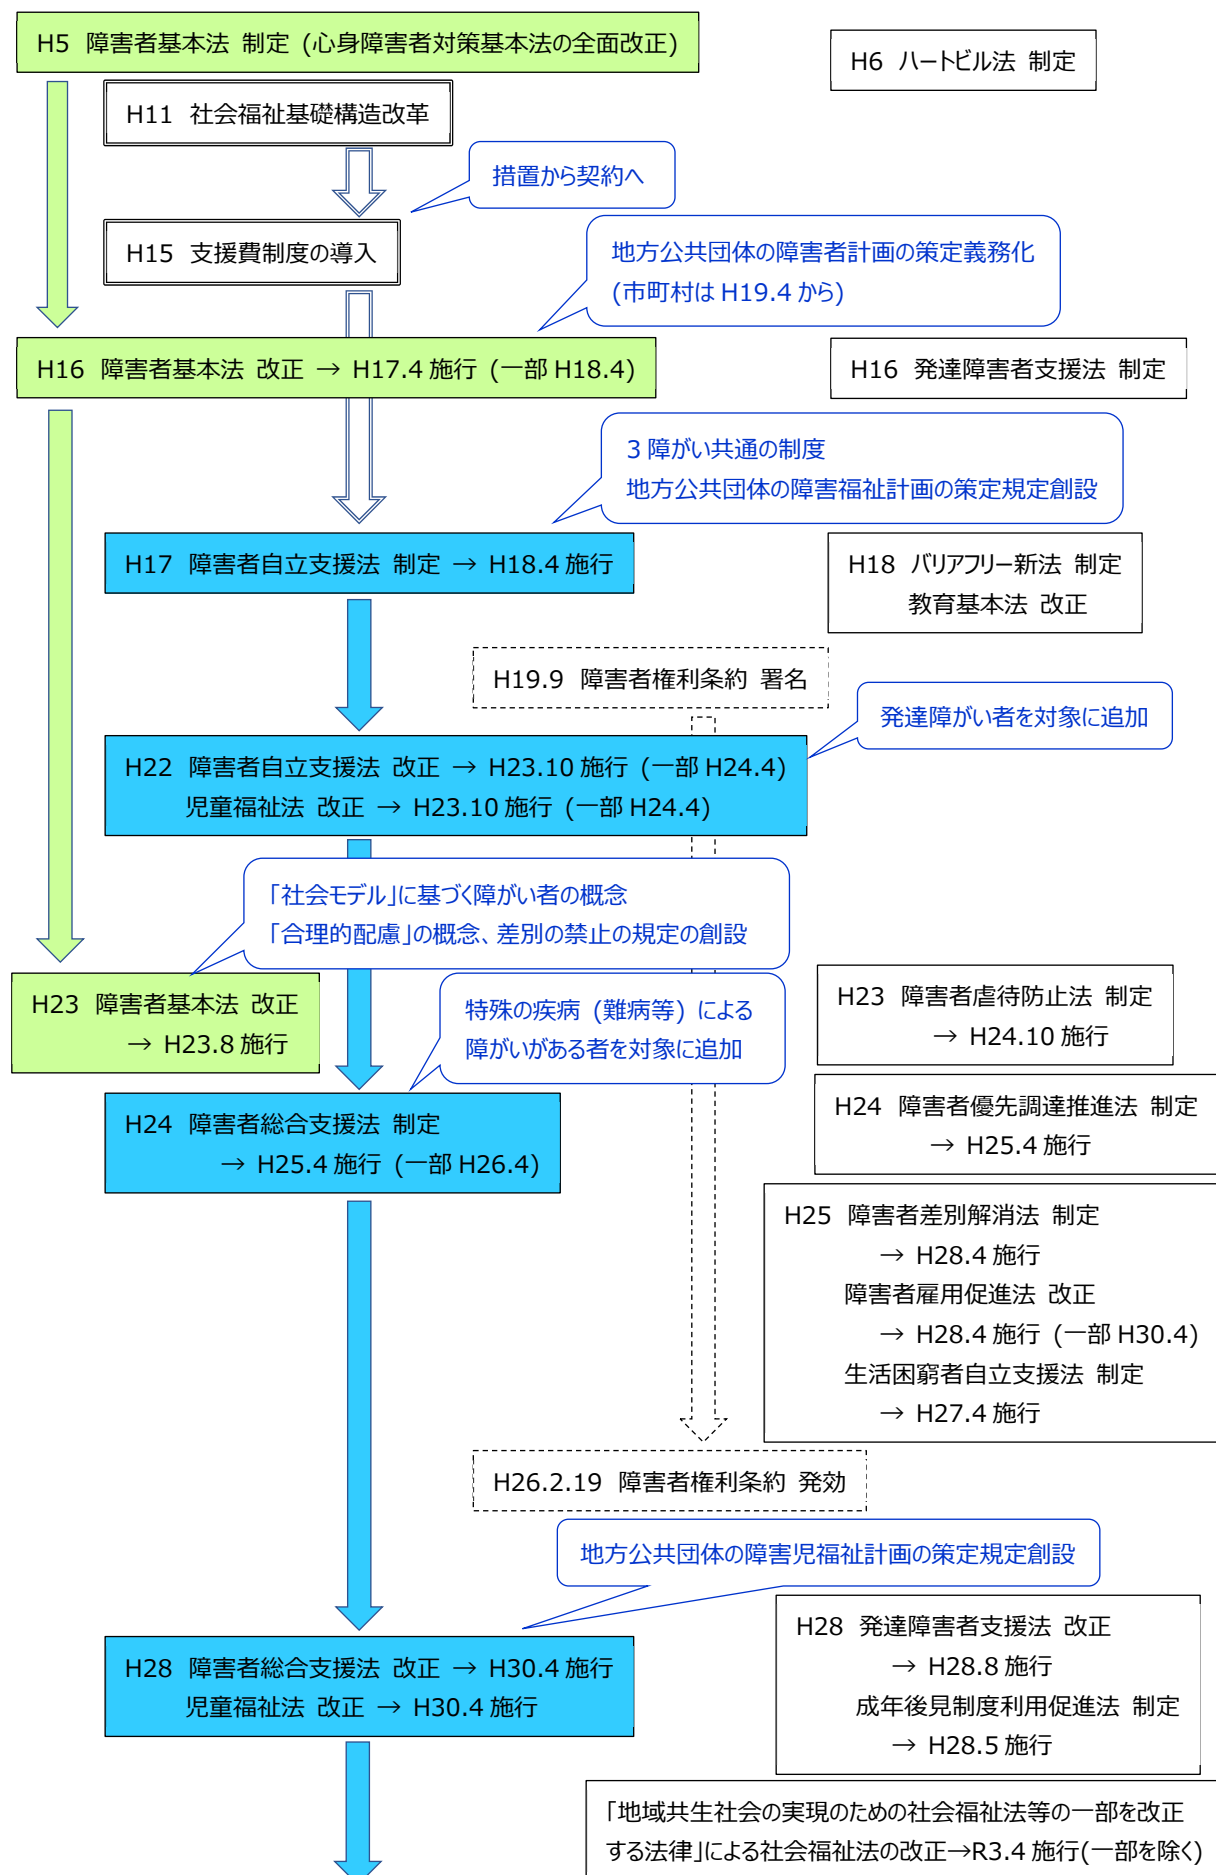 H5 障害者基本法 制定 (心身障害者対策基本法の全面改正)
H6 ハートビル法 制定
H11 社会福祉基礎構造改革
措置から契約へ
H15 支援費制度の導入
地方公共団体の障害者計画の策定義務化
(市町村は H19.4 から)
H16 障害者基本法 改正 → H17.4 施行 (一部 H18.4)
H16 発達障害者支援法 制定
3 障がい共通の制度
地方公共団体の障害福祉計画の策定規定創設
H17 障害者自立支援法 制定 → H18.4 施行
H18 バリアフリー新法 制定
教育基本法 改正
H19.9 障害者権利条約 署名
発達障がい者を対象に追加
H22 障害者自立支援法 改正 → H23.10 施行 (一部 H24.4)
児童福祉法 改正 → H23.10 施行 (一部 H24.4)
「社会モデル」に基づく障がい者の概念
「合理的配慮」の概念、差別の禁止の規定の創設
H23 障害者基本法 改正
→ H23.8 施行
特殊の疾病 (難病等) による
障がいがある者を対象に追加
H23 障害者虐待防止法 制定
→ H24.10 施行
H24 障害者総合支援法 制定
→ H25.4 施行 (一部 H26.4)
H24 障害者優先調達推進法 制定
→ H25.4 施行
H25 障害者差別解消法 制定
→ H28.4 施行
障害者雇用促進法 改正
→ H28.4 施行 (一部 H30.4)
生活困窮者自立支援法 制定
→ H27.4 施行
H26.2.19 障害者権利条約 発効
地方公共団体の障害児福祉計画の策定規定創設
H28 障害者総合支援法 改正 → H30.4 施行
児童福祉法 改正 → H30.4 施行
H28 発達障害者支援法 改正
→ H28.8 施行
成年後見制度利用促進法 制定
→ H28.5 施行
「地域共生社会の実現のための社会福祉法等の一部を改正
する法律」による社会福祉法の改正→R3.4 施行(一部を除く)